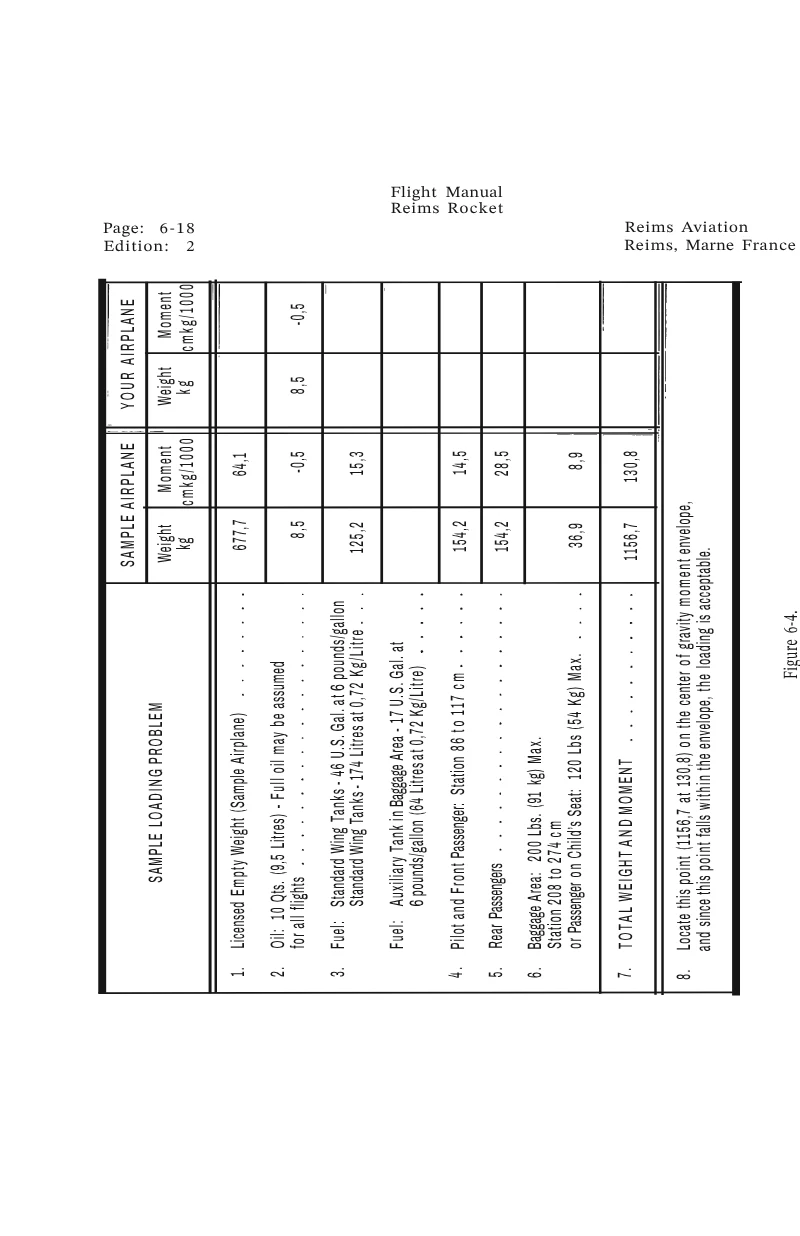 Flight Manual
Reims Rocket
Page: 6-18
Edition: 2
Reims Aviation
Reims, Marne France
SAMPLE LOADING PROBLEM
SAMPLE AIRPLANE
YOUR AIRPLANE
Weight
kg
Moment
cmkg/1000
Weight
kg
Moment
cmkg/1000
1. Licensed Empty Weight (Sample Airplane) . . . . . . . . 677,7 64,1
2. Oil: 10 Qts. (9,5 Litres) - Full oil may be assumed
for all flights . . . . . . . . . . . . . . . . . . . . 8,5 -0,5 8,5 -0,5
3. Fuel: Standard Wing Tanks - 46 U.S. Gal. at 6 pounds/gallon
Standard Wing Tanks - 174 Litres at 0,72 Kg/Litre . . . 125,2 15,3
Fuel: Auxiliary Tank in Baggage Area - 17 U.S. Gal. at
6 pounds/gallon (64 Litres at 0,72 Kg/Litre) . . . . .
4. Pilot and Front Passenger: Station 86 to 117 cm . . . . . . 154,2 14,5
5. Rear Passengers . . . . . . . . . . . . . . . . . . . 154,2 28,5
6. Baggage Area: 200 Lbs. (91 kg) Max.
Station 208 to 274 cm
or Passenger on Child's Seat: 120 Lbs (54 Kg) Max. . . . . 36,9 8,9
7. TOTAL WEIGHT AND MOMENT . . . . . . . . . . . 1156,7 130,8
8. Locate this point (1156,7 at 130,8) on the center of gravity moment envelope,
and since this point falls within the envelope, the loading is acceptable.
Figure 6-4.